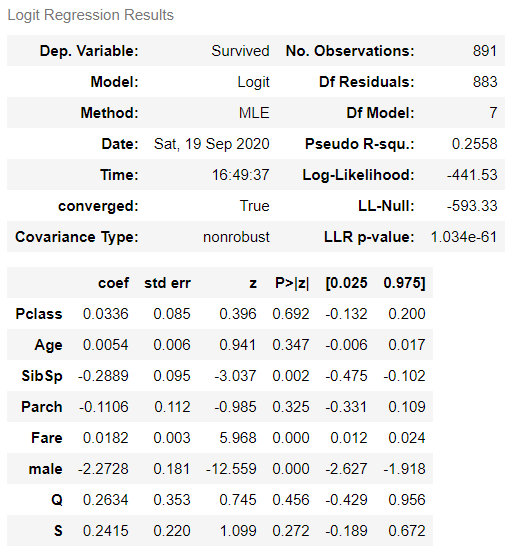 Logit Regression Results
Dep. Variable: Survived No. Observations: 891
Model: Logit Df Residuals: 883
Method: MLE Df Model: 7
Date: Sat, 19 Sep 2020 Pseudo R-squ.: 0.2558
Time: 16:49:37 Log-Likelihood: -441.53
converged: True LL-Null: -593.33
Covariance Type: nonrobust LLR p-value: 1.034e-61
coef std err z P>|z| [0.025 0.975]
Pclass 0.0336 0.085 0.396 0.692 -0.132 0.200
Age 0.0054 0.006 0.941 0.347 -0.006 0.017
SibSp -0.2889 0.095 -3.037 0.002 -0.475 -0.102
Parch -0.1106 0.112 -0.985 0.325 -0.331 0.109
Fare 0.0182 0.003 5.968 0.000 0.012 0.024
male -2.2728 0.181 -12.559 0.000 -2.627 -1.918
Q 0.2634 0.353 0.745 0.456 -0.429 0.956
S 0.2415 0.220 1.099 0.272 -0.189 0.672